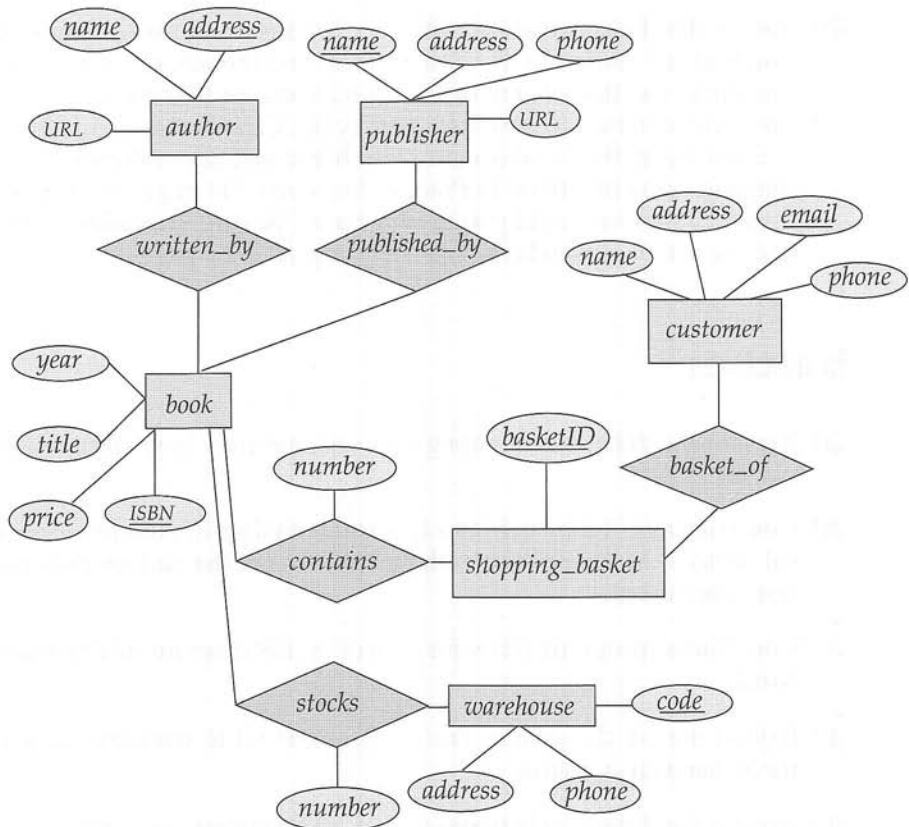 name
address
name
address
phone
URL
author
publisher
URL
written_by
published_by
address
email
name
phone
customer
year
book
title
number
basketID
basket_of
price
ISBN
contains
shopping_basket
stocks
warehouse
code
address
phone
number